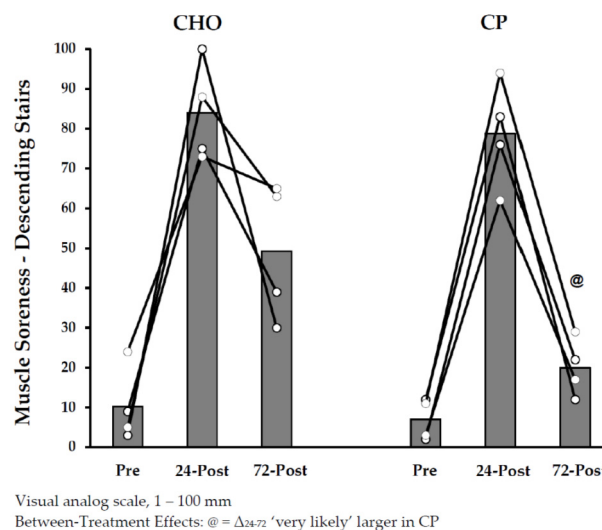 CHO CP
Muscle Soreness - Descending Stairs
100
90
80
70
60
50
40
30
20
10
0
@
Pre 24-Post 72-Post Pre 24-Post 72-Pos
Visual analog scale, 1 – 100 mm
Between-Treatment Effects: @ = Δ24-72 ‘very likely’ larger in CP